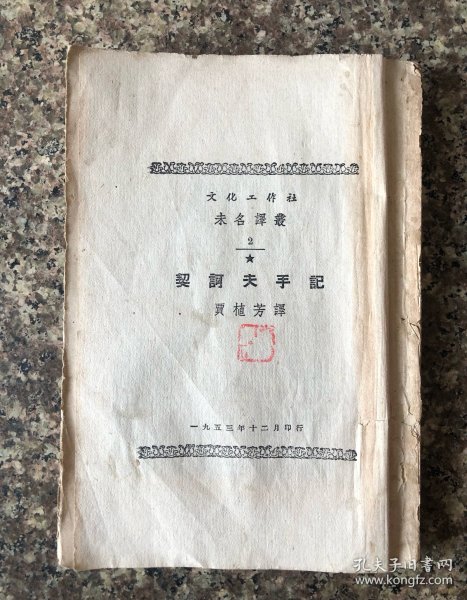 文化工作社
未名譯叢
2
★
契訶夫手記
賈植芳譯
一九五三年十二月印行
孔夫子旧书网
www.kongfz.com